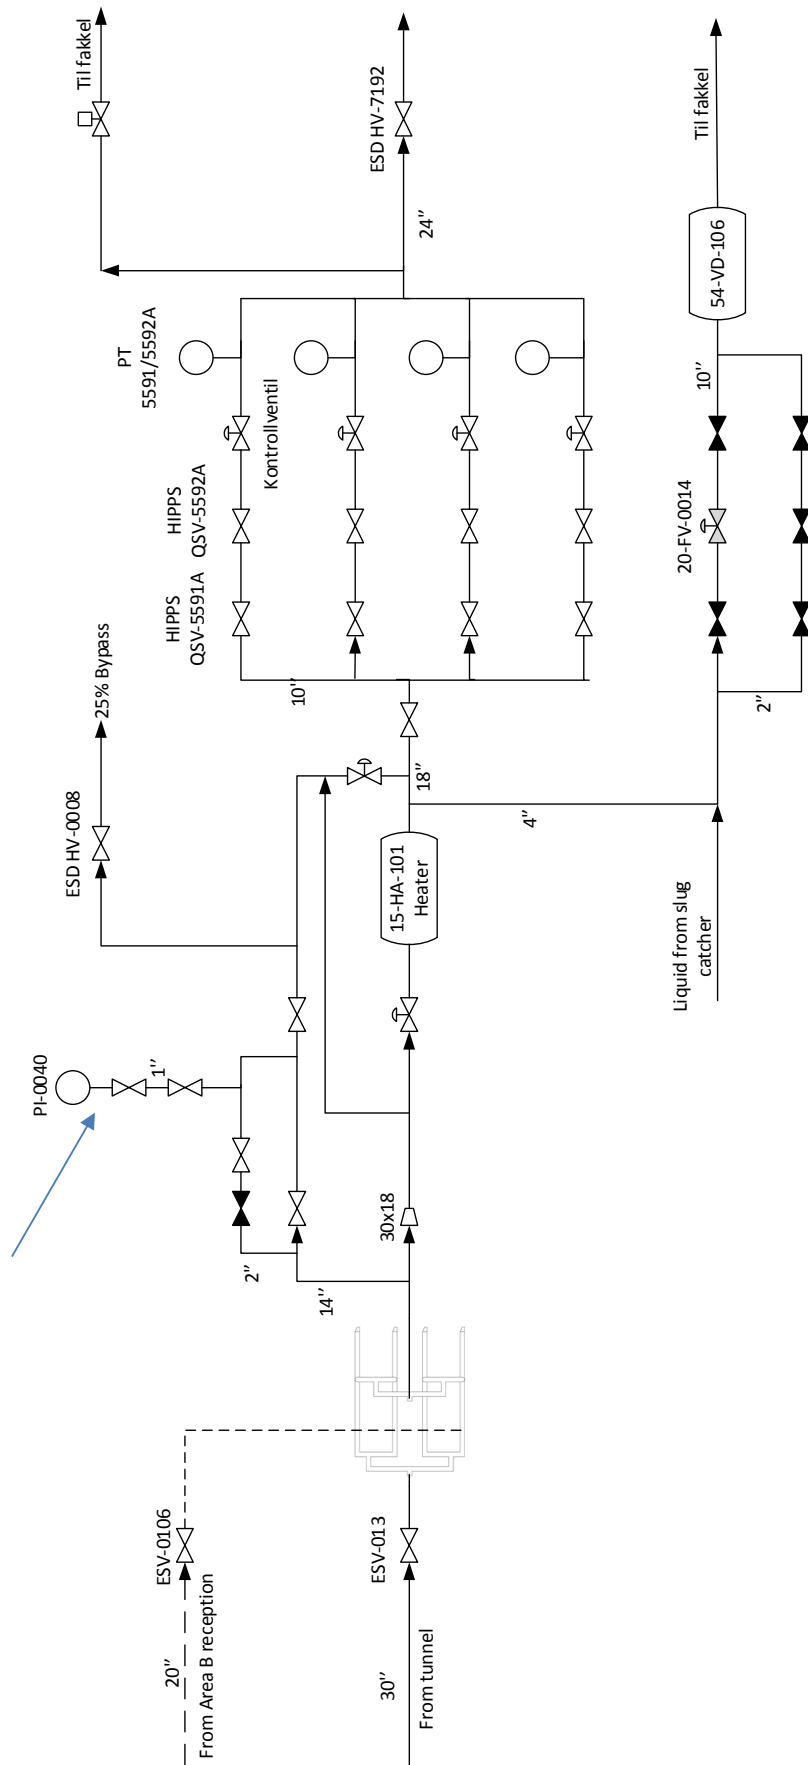 Til fakkel
ESD HV-7192
Til fakkel
24''
54-VD-106
PT
5591/5592A
10''
Kontrollventil
HIPPS
QSV-5592A
20-FV-0014
HIPPS
QSV-5591A
10''
2''
25% Bypass
18''
4''
ESD HV-0008
15-HA-101
Heater
Liquid from slug
catcher
PI-0040
1''
30x18
2''
14''
ESV-0106
ESV-013
20''
From Area B reception
30''
From tunnel